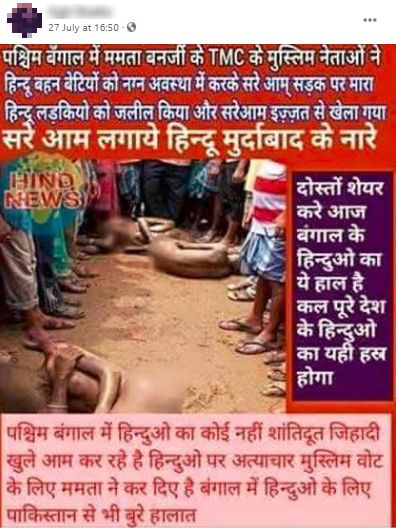 27 July at 16:50
पश्चिम बंगाल में ममता बनर्जी के TMC के मुस्लिम नेताओं ने
हिन्दू बहन बेटियों को नग्न अवस्था में करके सरे आम् सड़क पर मारा
हिन्दू लड़कियो को जलील किया और सरेआम इज़्ज़त से खेला गया
सरे आम लगाये हिन्दू मुर्दाबाद के नारे
HIND
NEWS
दोस्तों शेयर
करे आज
बंगाल के
हिन्दुओ का
ये हाल है
कल पूरे देश
के हिन्दुओ
का यही हस्र
होगा
पश्चिम बंगाल में हिन्दुओ का कोई नहीं शांतिदूत जिहादी
खुले आम कर रहे है हिन्दुओ पर अत्याचार मुस्लिम वोट
के लिए ममता ने कर दिए है बंगाल में हिन्दुओ के लिए
पाकिस्तान से भी बुरे हालात